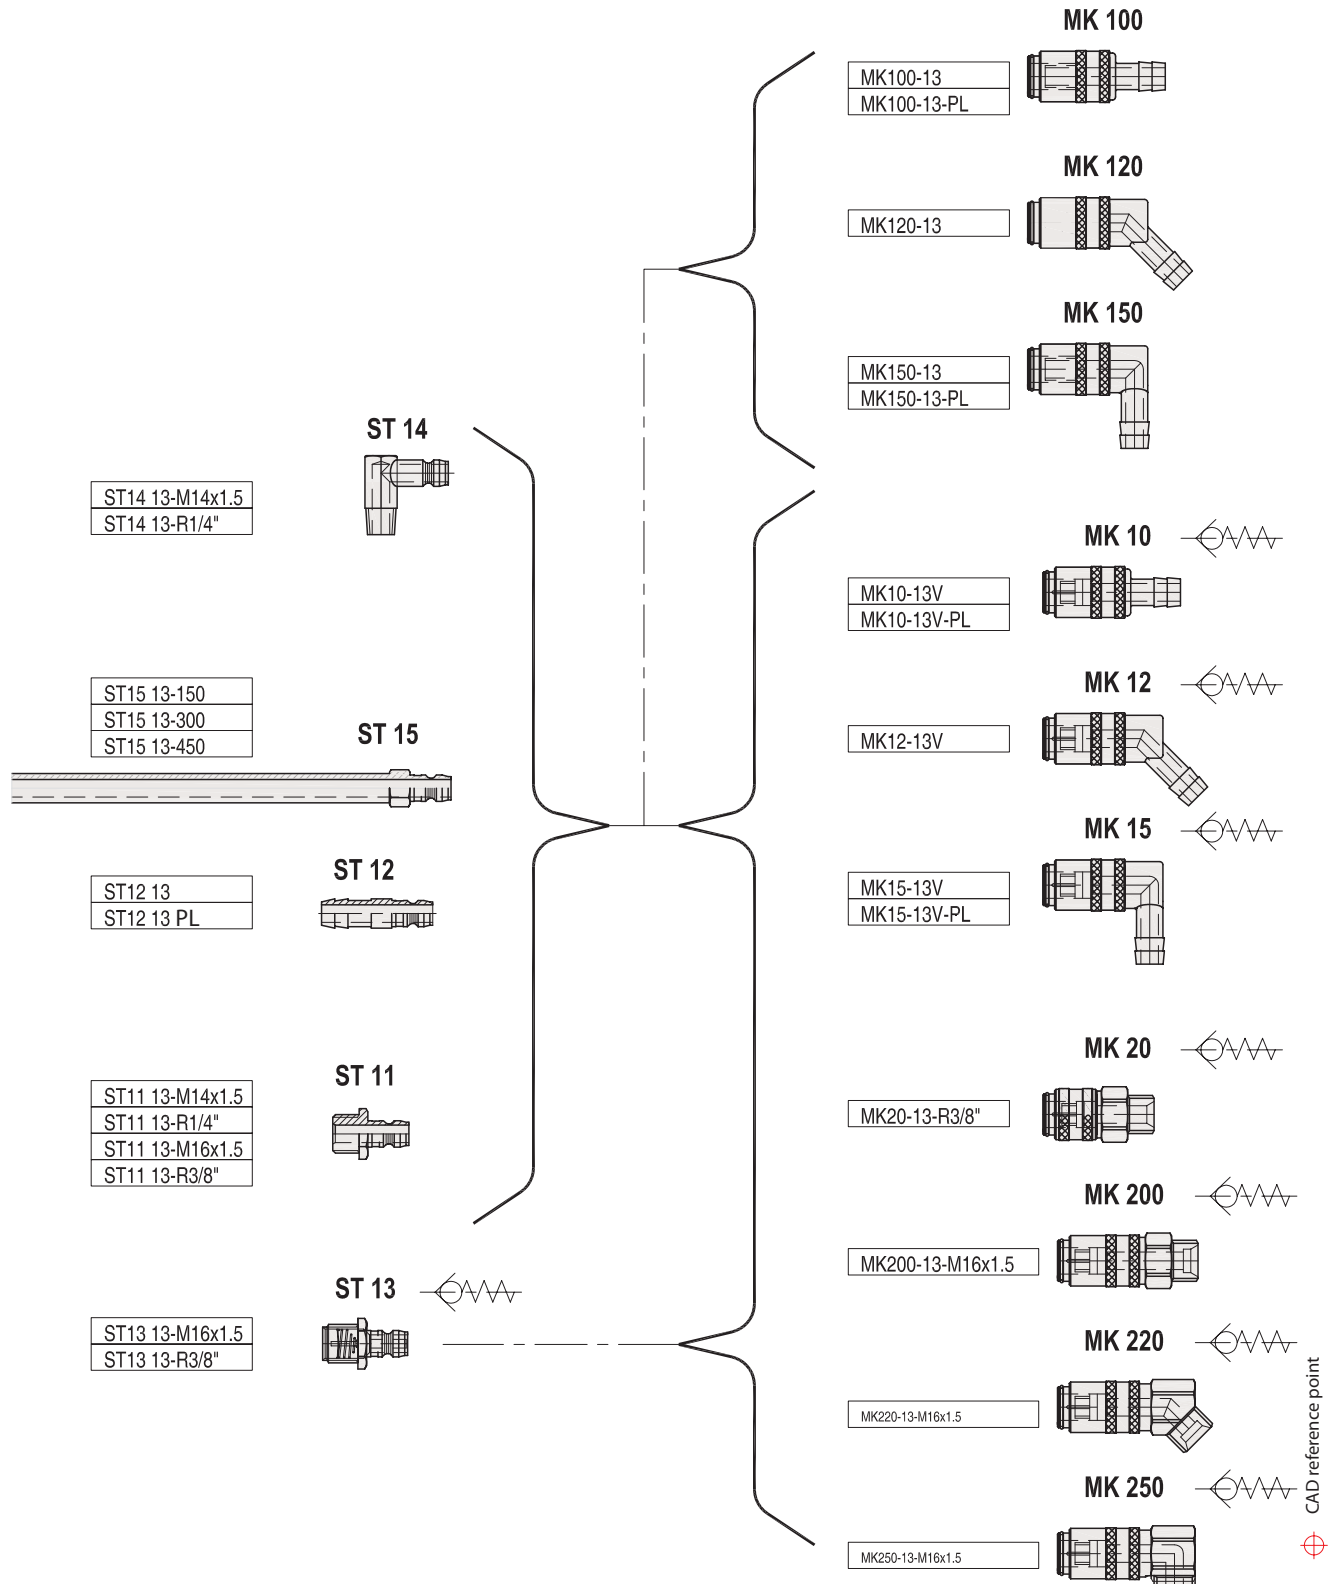 MK 100
MK100-13
MK100-13-PL
MK 120
MK120-13
MK 150
MK150-13
MK150-13-PL
ST 14
ST14 13-M14x1.5
ST14 13-R1/4"
MK 10
MK10-13V
MK10-13V-PL
ST15 13-150
ST15 13-300
ST15 13-450
ST 15
MK 12
MK12-13V
MK 15
MK15-13V
MK15-13V-PL
ST 12
ST12 13
ST12 13 PL
ST 11
ST11 13-M14x1.5
ST11 13-R1/4"
ST11 13-M16x1.5
ST11 13-R3/8"
MK 20
MK20-13-R3/8"
MK 200
MK200-13-M16x1.5
ST 13
ST13 13-M16x1.5
ST13 13-R3/8"
MK 220
MK220-13-M16x1.5
MK 250
MK250-13-M16x1.5
CAD reference point